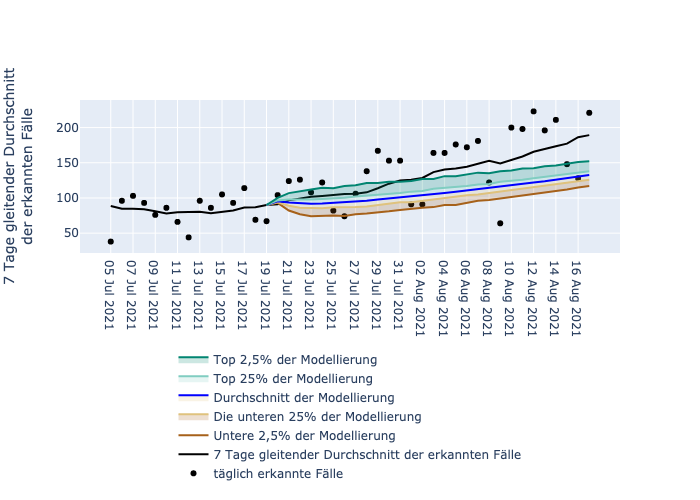 7 Tage gleitender Durchschnitt
der erkannten Fälle
200
150
100
50
05 Jul 2021
07 Jul 2021
09 Jul 2021
11 Jul 2021
13 Jul 2021
15 Jul 2021
17 Jul 2021
19 Jul 2021
21 Jul 2021
23 Jul 2021
25 Jul 2021
27 Jul 2021
29 Jul 2021
31 Jul 2021
02 Aug 2021
04 Aug 2021
06 Aug 2021
08 Aug 2021
10 Aug 2021
12 Aug 2021
14 Aug 2021
16 Aug 2021
Top 2,5% der Modellierung
Top 25% der Modellierung
Durchschnitt der Modellierung
Die unteren 25% der Modellierung
Untere 2,5% der Modellierung
7 Tage gleitender Durchschnitt der erkannten Fälle
täglich erkannte Fälle